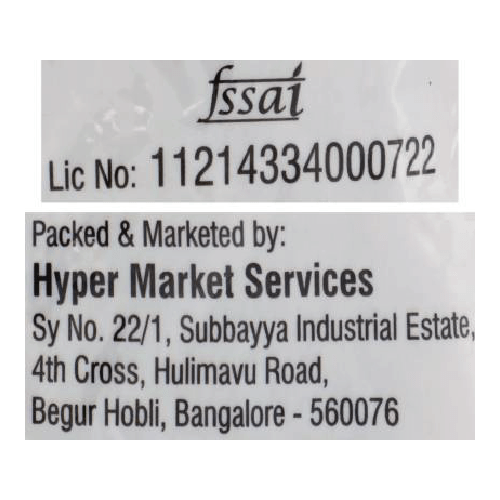 fssai
Lic No: 11214334000722
Packed & Marketed by:
Hyper Market Services
Sy No. 22/1, Subbayya Industrial Estate,
4th Cross, Hulimavu Road,
Begur Hobli, Bangalore - 560076